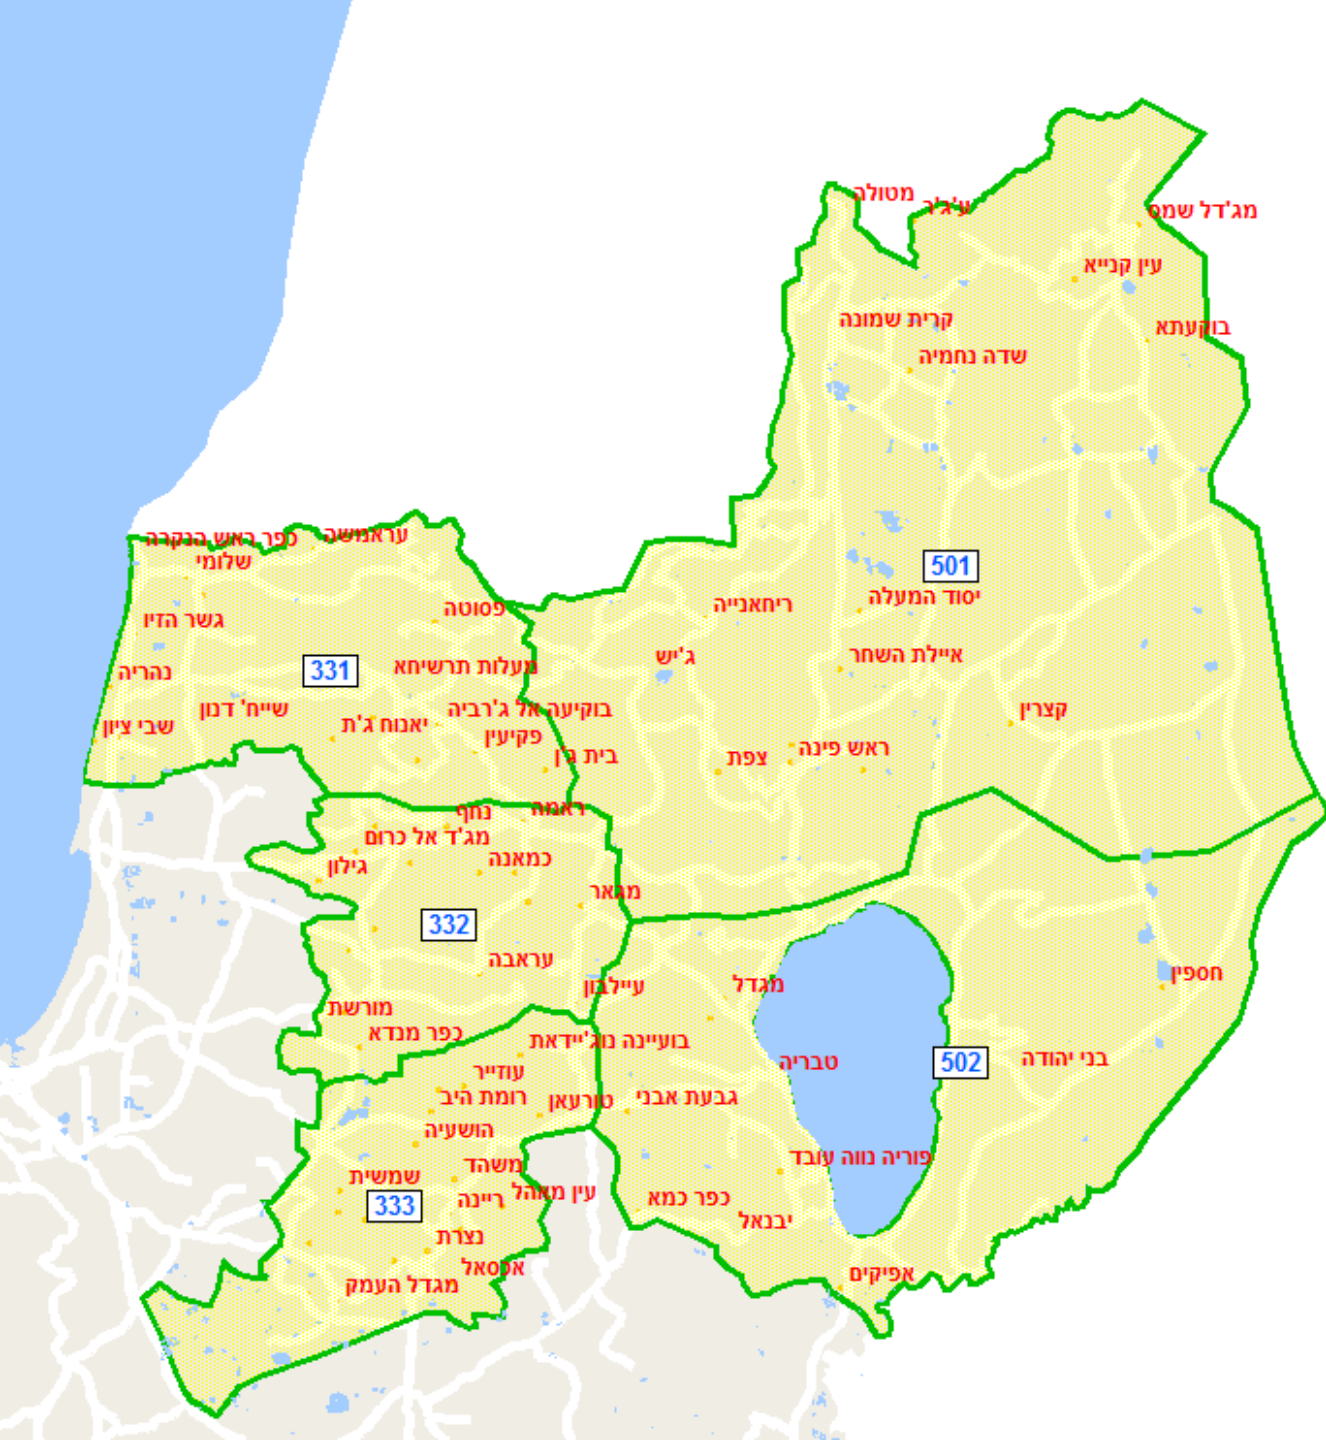 מטולה
ע'ג'ר
מג'דל שמס
עין קנייא
קרית שמונה
בוקעתא
שדה נחמיה
כפר ראש הנקרה
עראמשה
שלומי
501
יסוד המעלה
ריחאנייה
פסוטה
גשר הזיו
ג'יש
איילת השחר
מעלות תרשיחא
331
נהריה
שייח' דנון
בוקיעה אל ג'רביה
קצרין
שבי ציון
יאנוח ג'ת
פקיעין
ראש פינה
בית ג'ן
צפת
נחף
ראמה
מג'ד אל כרום
כמאנה
גילון
מגאר
332
עראבה
חספין
עיילבון
מגדל
מורשת
כפר מנדא
בועיינה נוג'יידאת
בני יהודה
502
טבריה
עוזייר
רומת היב
טורעאן
גבעת אבני
הושעיה
פוריה נווה עובד
משהד
שמשית
עין מאהל
כפר כמא
ריינה
333
יבנאל
נצרת
אכסאל
אפיקים
מגדל העמק